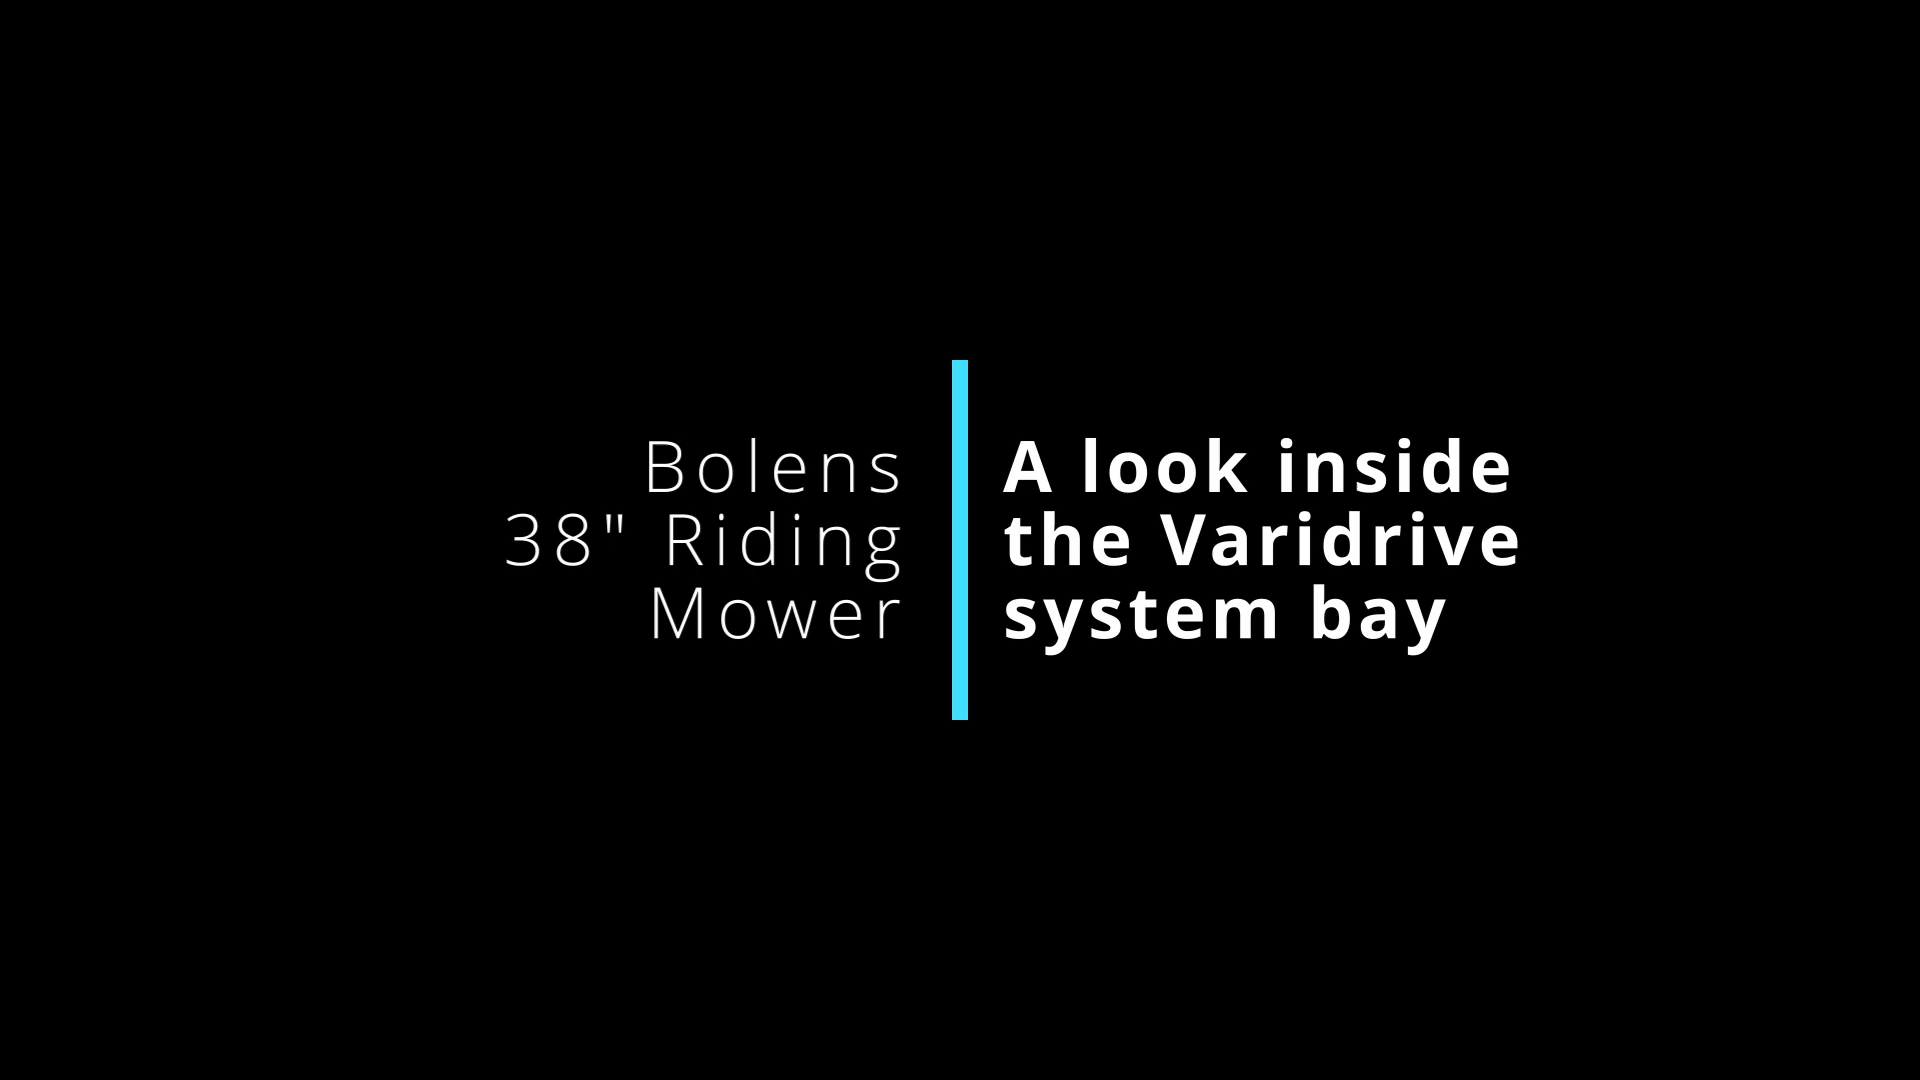 Bolens
38" Riding
Mower
A look inside
the Varidrive
system bay